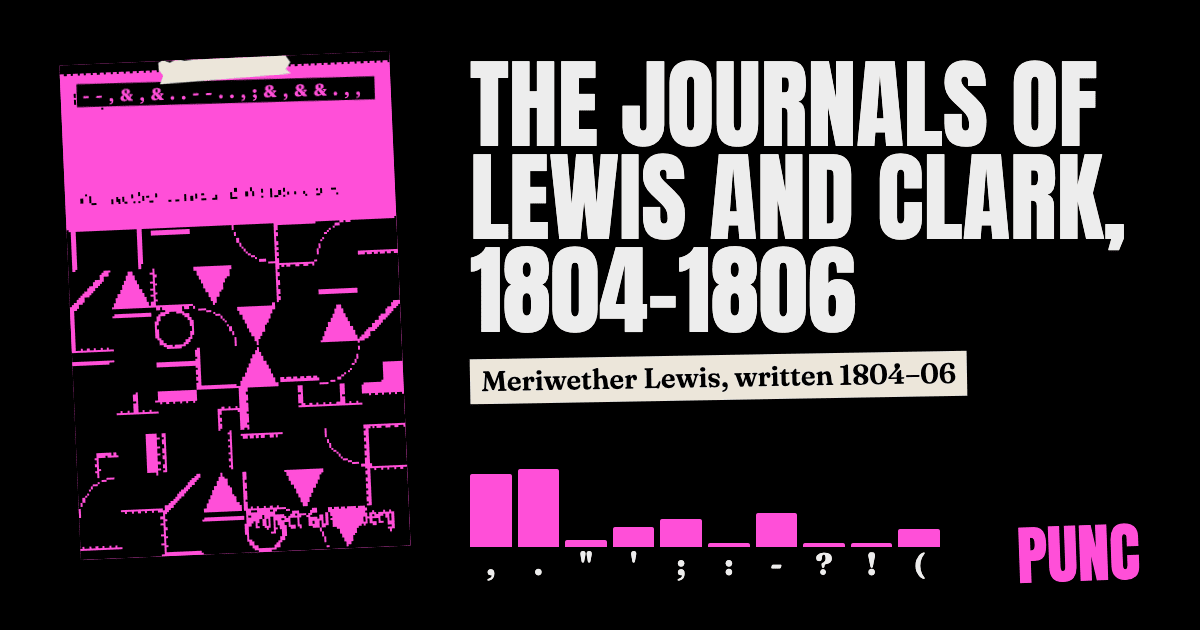 --,&,&..--..,;&,&&.,,
THE JOURNALS OF
LEWIS AND CLARK,
1804-1806
Meriwether Lewis, written 1804–06
, . " ' ; : - ? ! (
PUNC